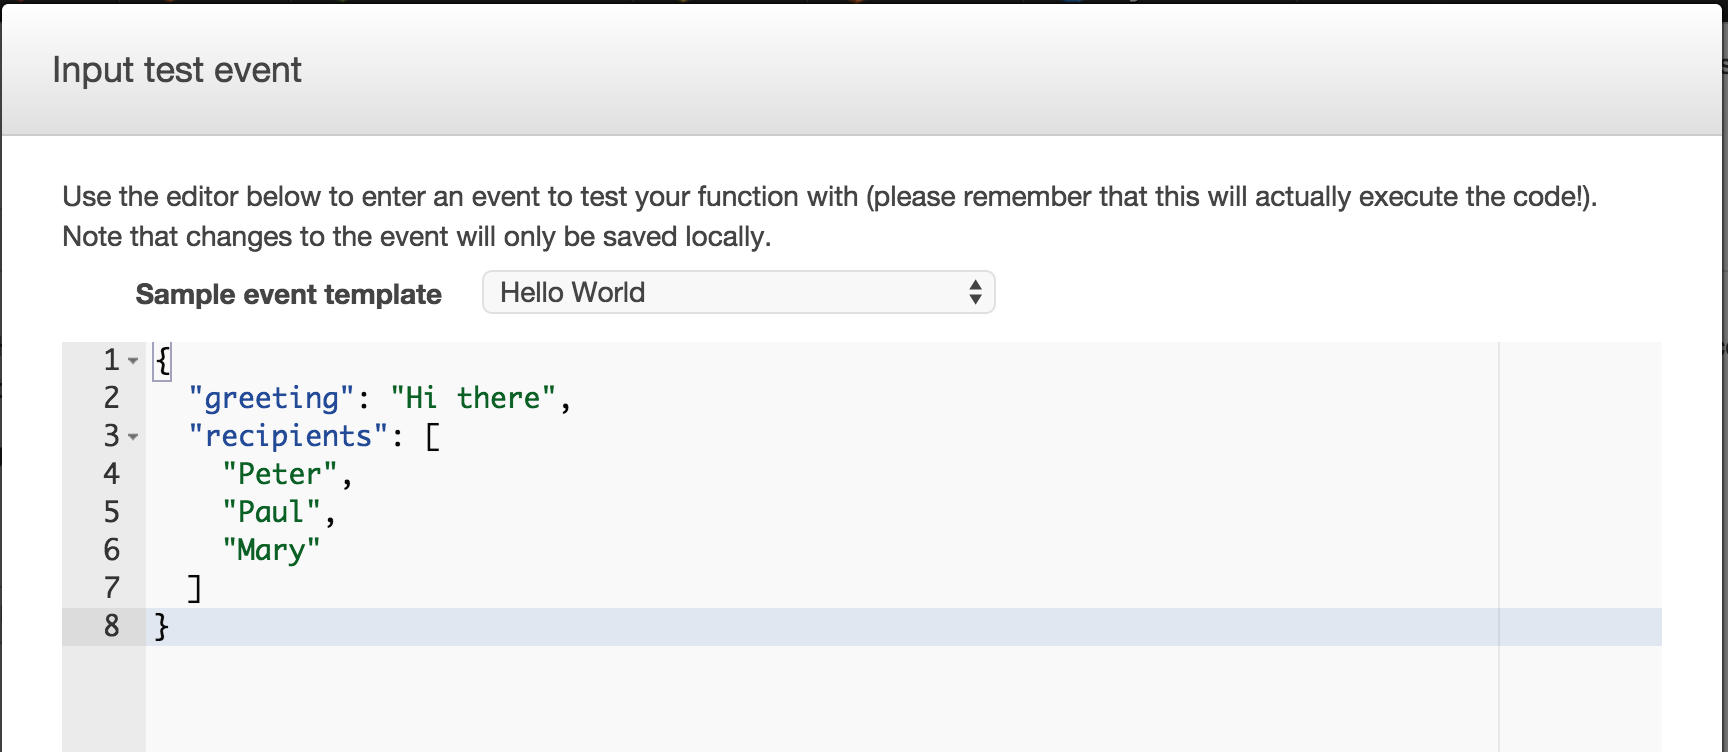 Input test event
Use the editor below to enter an event to test your function with (please remember that this will actually execute the code!).
Note that changes to the event will only be saved locally.
Sample event template Hello World
1 {
2 "greeting": "Hi there",
3 "recipients": [
4 "Peter",
5 "Paul",
6 "Mary"
7 ]
8 }